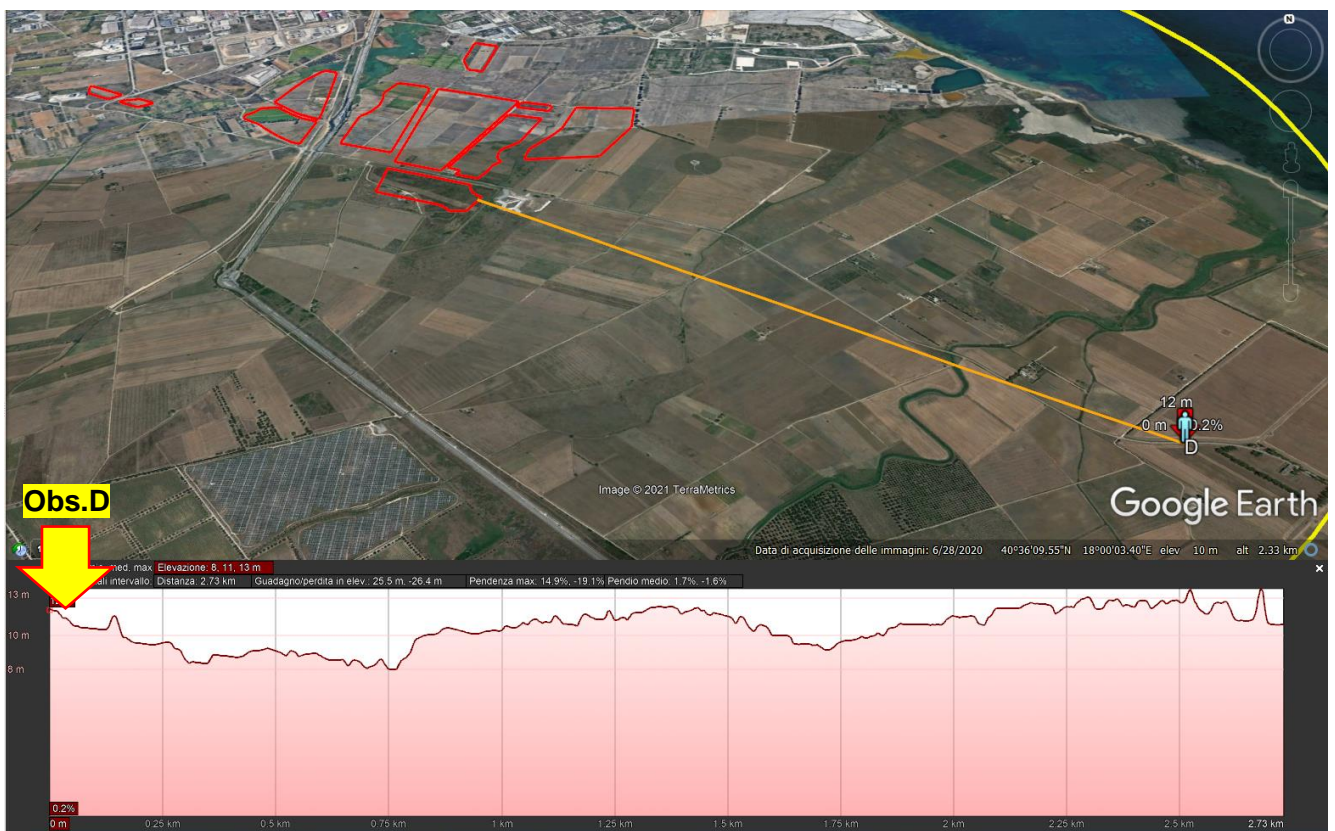 N
12 m
0 m 0.2%
D
Image © 2021 TerraMetrics
Google Earth
Obs.D
Data di acquisizione delle immagini: 6/28/2020 40°36'09.55"N 18°00'03.40"E elev 10 m alt 2.33 km
med. max Elevazione: 8, 11, 13 m
ali intervallo: Distanza: 2.73 km Guadagno/perdita in elev.: 25.5 m, -26.4 m Pendenza max: 14.9%, -19.1% Pendio medio: 1.7%, -1.6%
13 m
10 m
8 m
0.2%
0 m 0.25 km 0.5 km 0.75 km 1 km 1.25 km 1.5 km 1.75 km 2 km 2.25 km 2.5 km 2.73 km